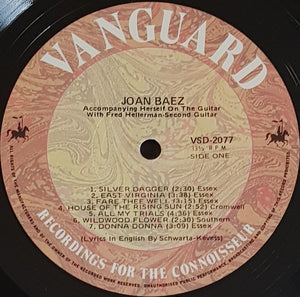 VANGUARD
JOAN BAEZ
Accompanying Herself On The Guitar
With Fred Hellerman-Second Guitar
VSD-2077
33⅓ R.P.M.
SIDE ONE
1. SILVER DAGGER (2:30) Essex
2. EAST VIRGINIA (3:38) Essex
3. FARE THEE WELL (3:15) Essex
4. HOUSE OF THE RISING SUN (2:52) Cromwell
5. ALL MY TRIALS (4:36) Essex
6. WILDWOOD FLOWER (2:30) Southern
7. DONNA DONNA (3:09) Essex
(Lyrics In English By Schwartz-Kevess)
RECORDINGS FOR THE CONNOISSEUR